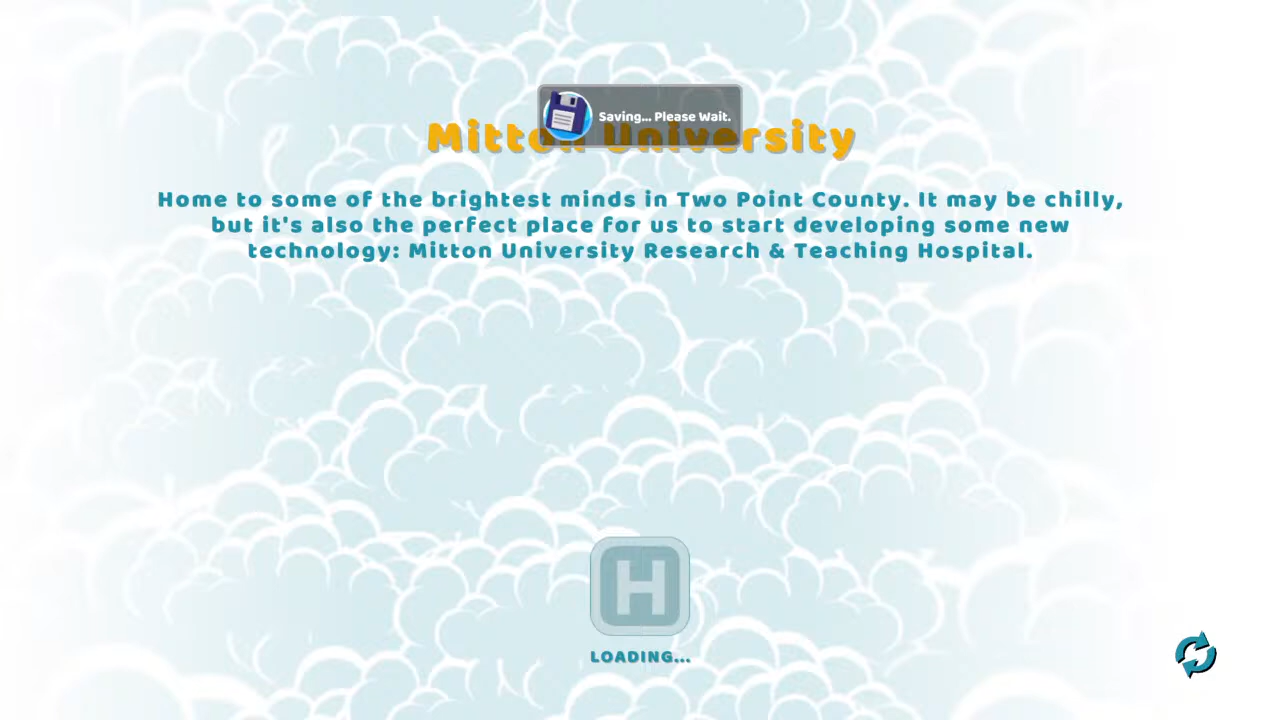 Saving... Please Wait.
Mitton University
Home to some of the brightest minds in Two Point County. It may be chilly,
but it's also the perfect place for us to start developing some new
technology: Mitton University Research & Teaching Hospital.
H
LOADING...